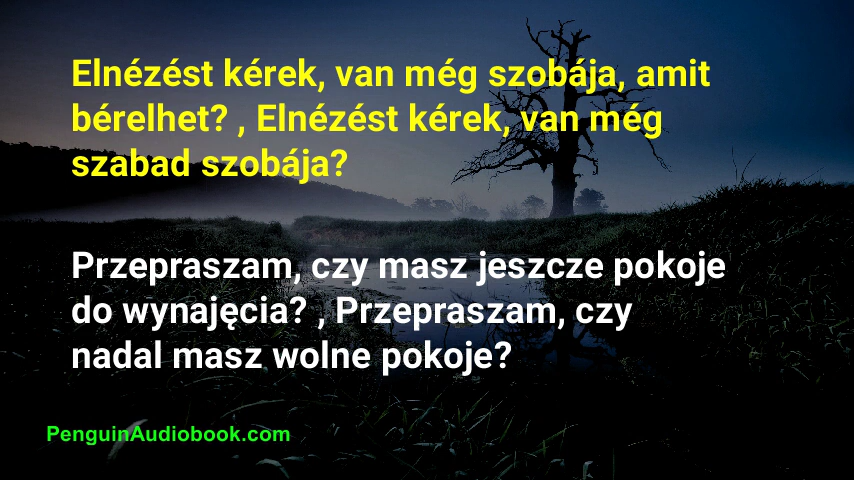 Elnézést kérek, van még szobája, amit
bérelhet? , Elnézést kérek, van még
szabad szobája?
Przepraszam, czy masz jeszcze pokoje
do wynajęcia? , Przepraszam, czy
nadal masz wolne pokoje?
PenguinAudiobook.com